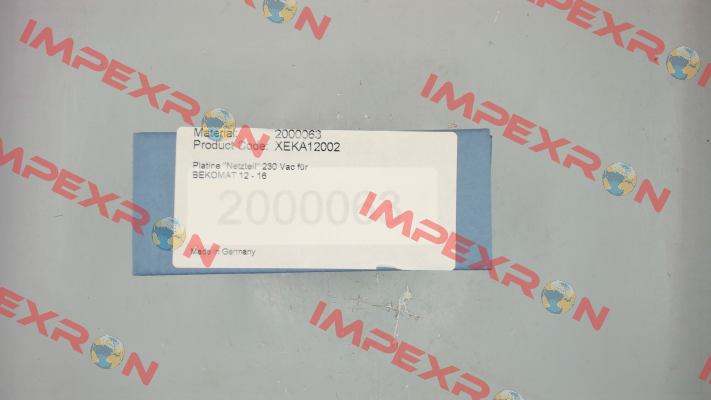 IMPEXRON
IMPEXRON
IMPEXRON
Material: 2000063
Product Code: XEKA12002
Platine "Netzteil" 230 Vac für
BEKOMAT 12 - 16
2000063
Made in Germany
IMPEXRON
IMPEXRON
IMPEXRON
IMPEXRON
IMPEXRON